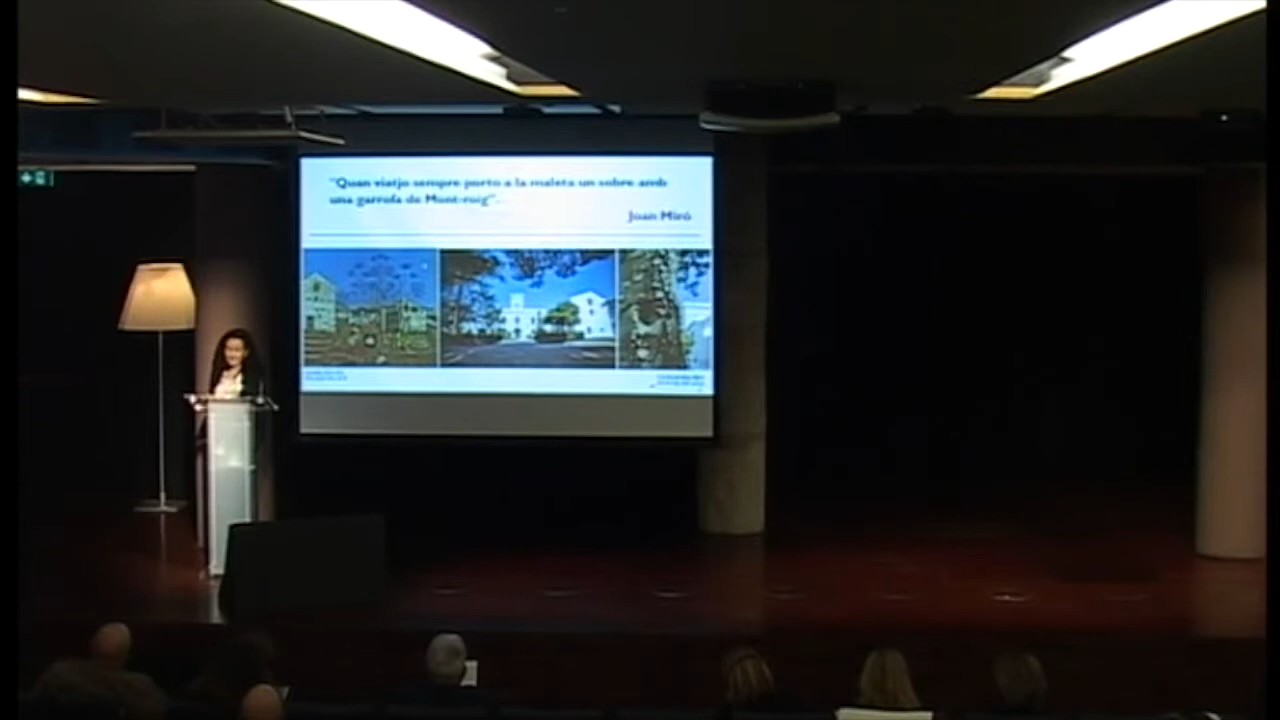 "Quan viatjo sempre porto a la maleta un sobre amb
una garrofa de Mont-roig".
Joan Miró